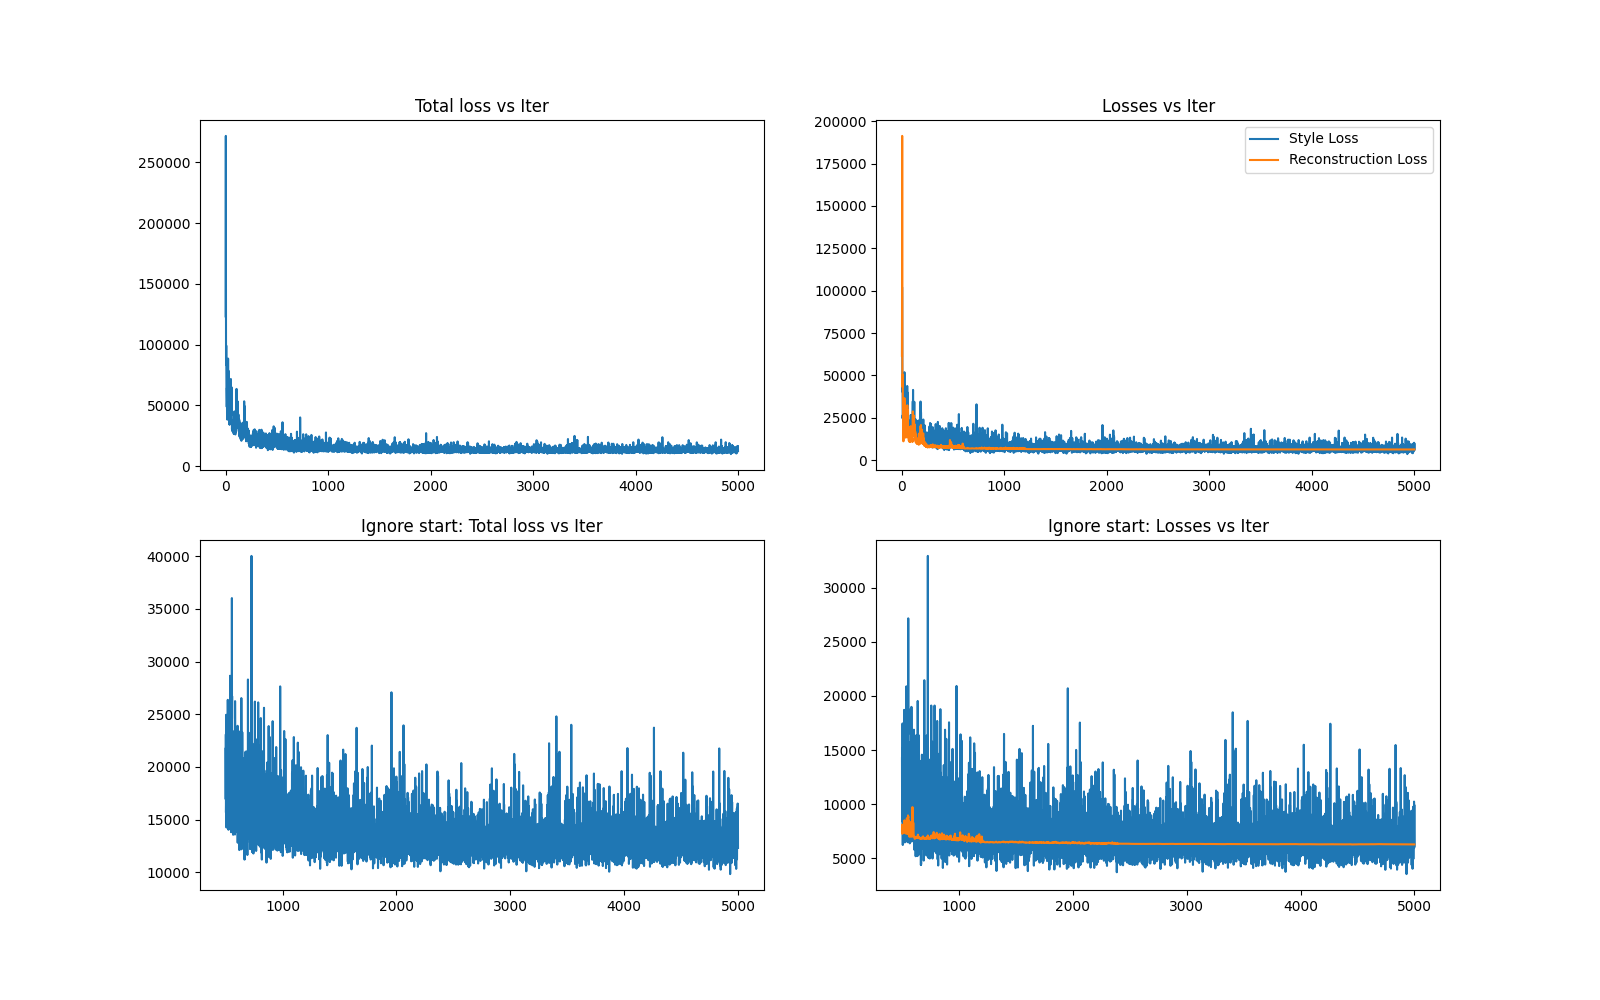 Total loss vs Iter
250000
200000
150000
100000
50000
0
0 1000 2000 3000 4000 5000
Losses vs Iter
200000
175000
150000
125000
100000
75000
50000
25000
0
Style Loss
Reconstruction Loss
0 1000 2000 3000 4000 5000
Ignore start: Total loss vs Iter
40000
35000
30000
25000
20000
15000
10000
1000 2000 3000 4000 5000
Ignore start: Losses vs Iter
30000
25000
20000
15000
10000
5000
1000 2000 3000 4000 5000